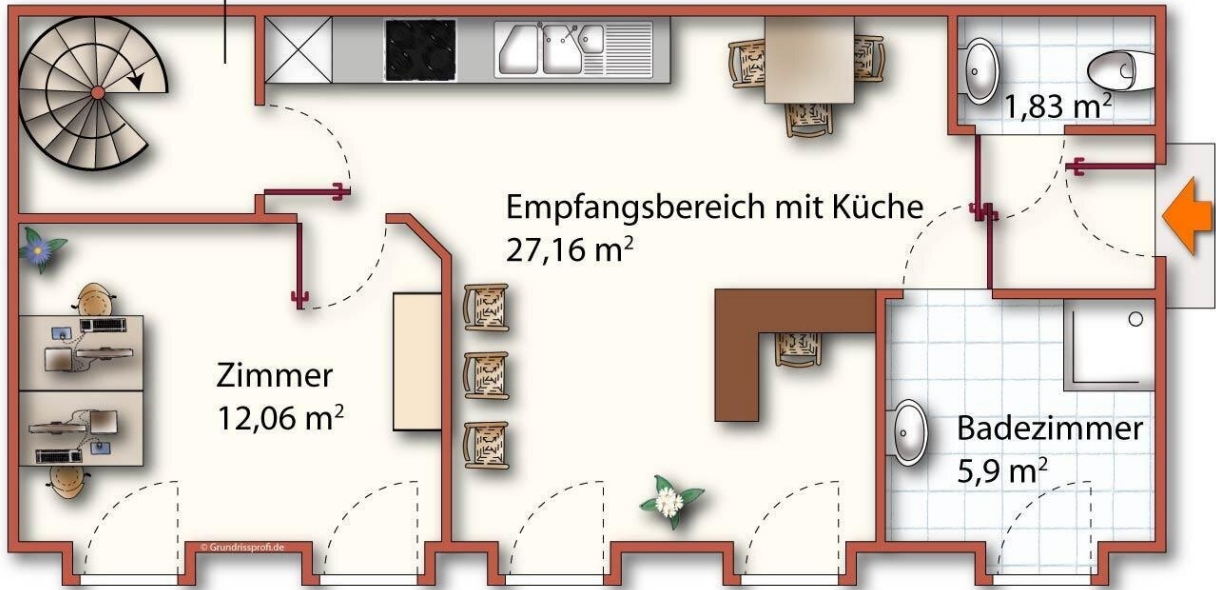 1,83 m²
Empfangsbereich mit Küche
27,16 m²
Zimmer
12,06 m²
Badezimmer
5,9 m²
© Grundrissprofi.de